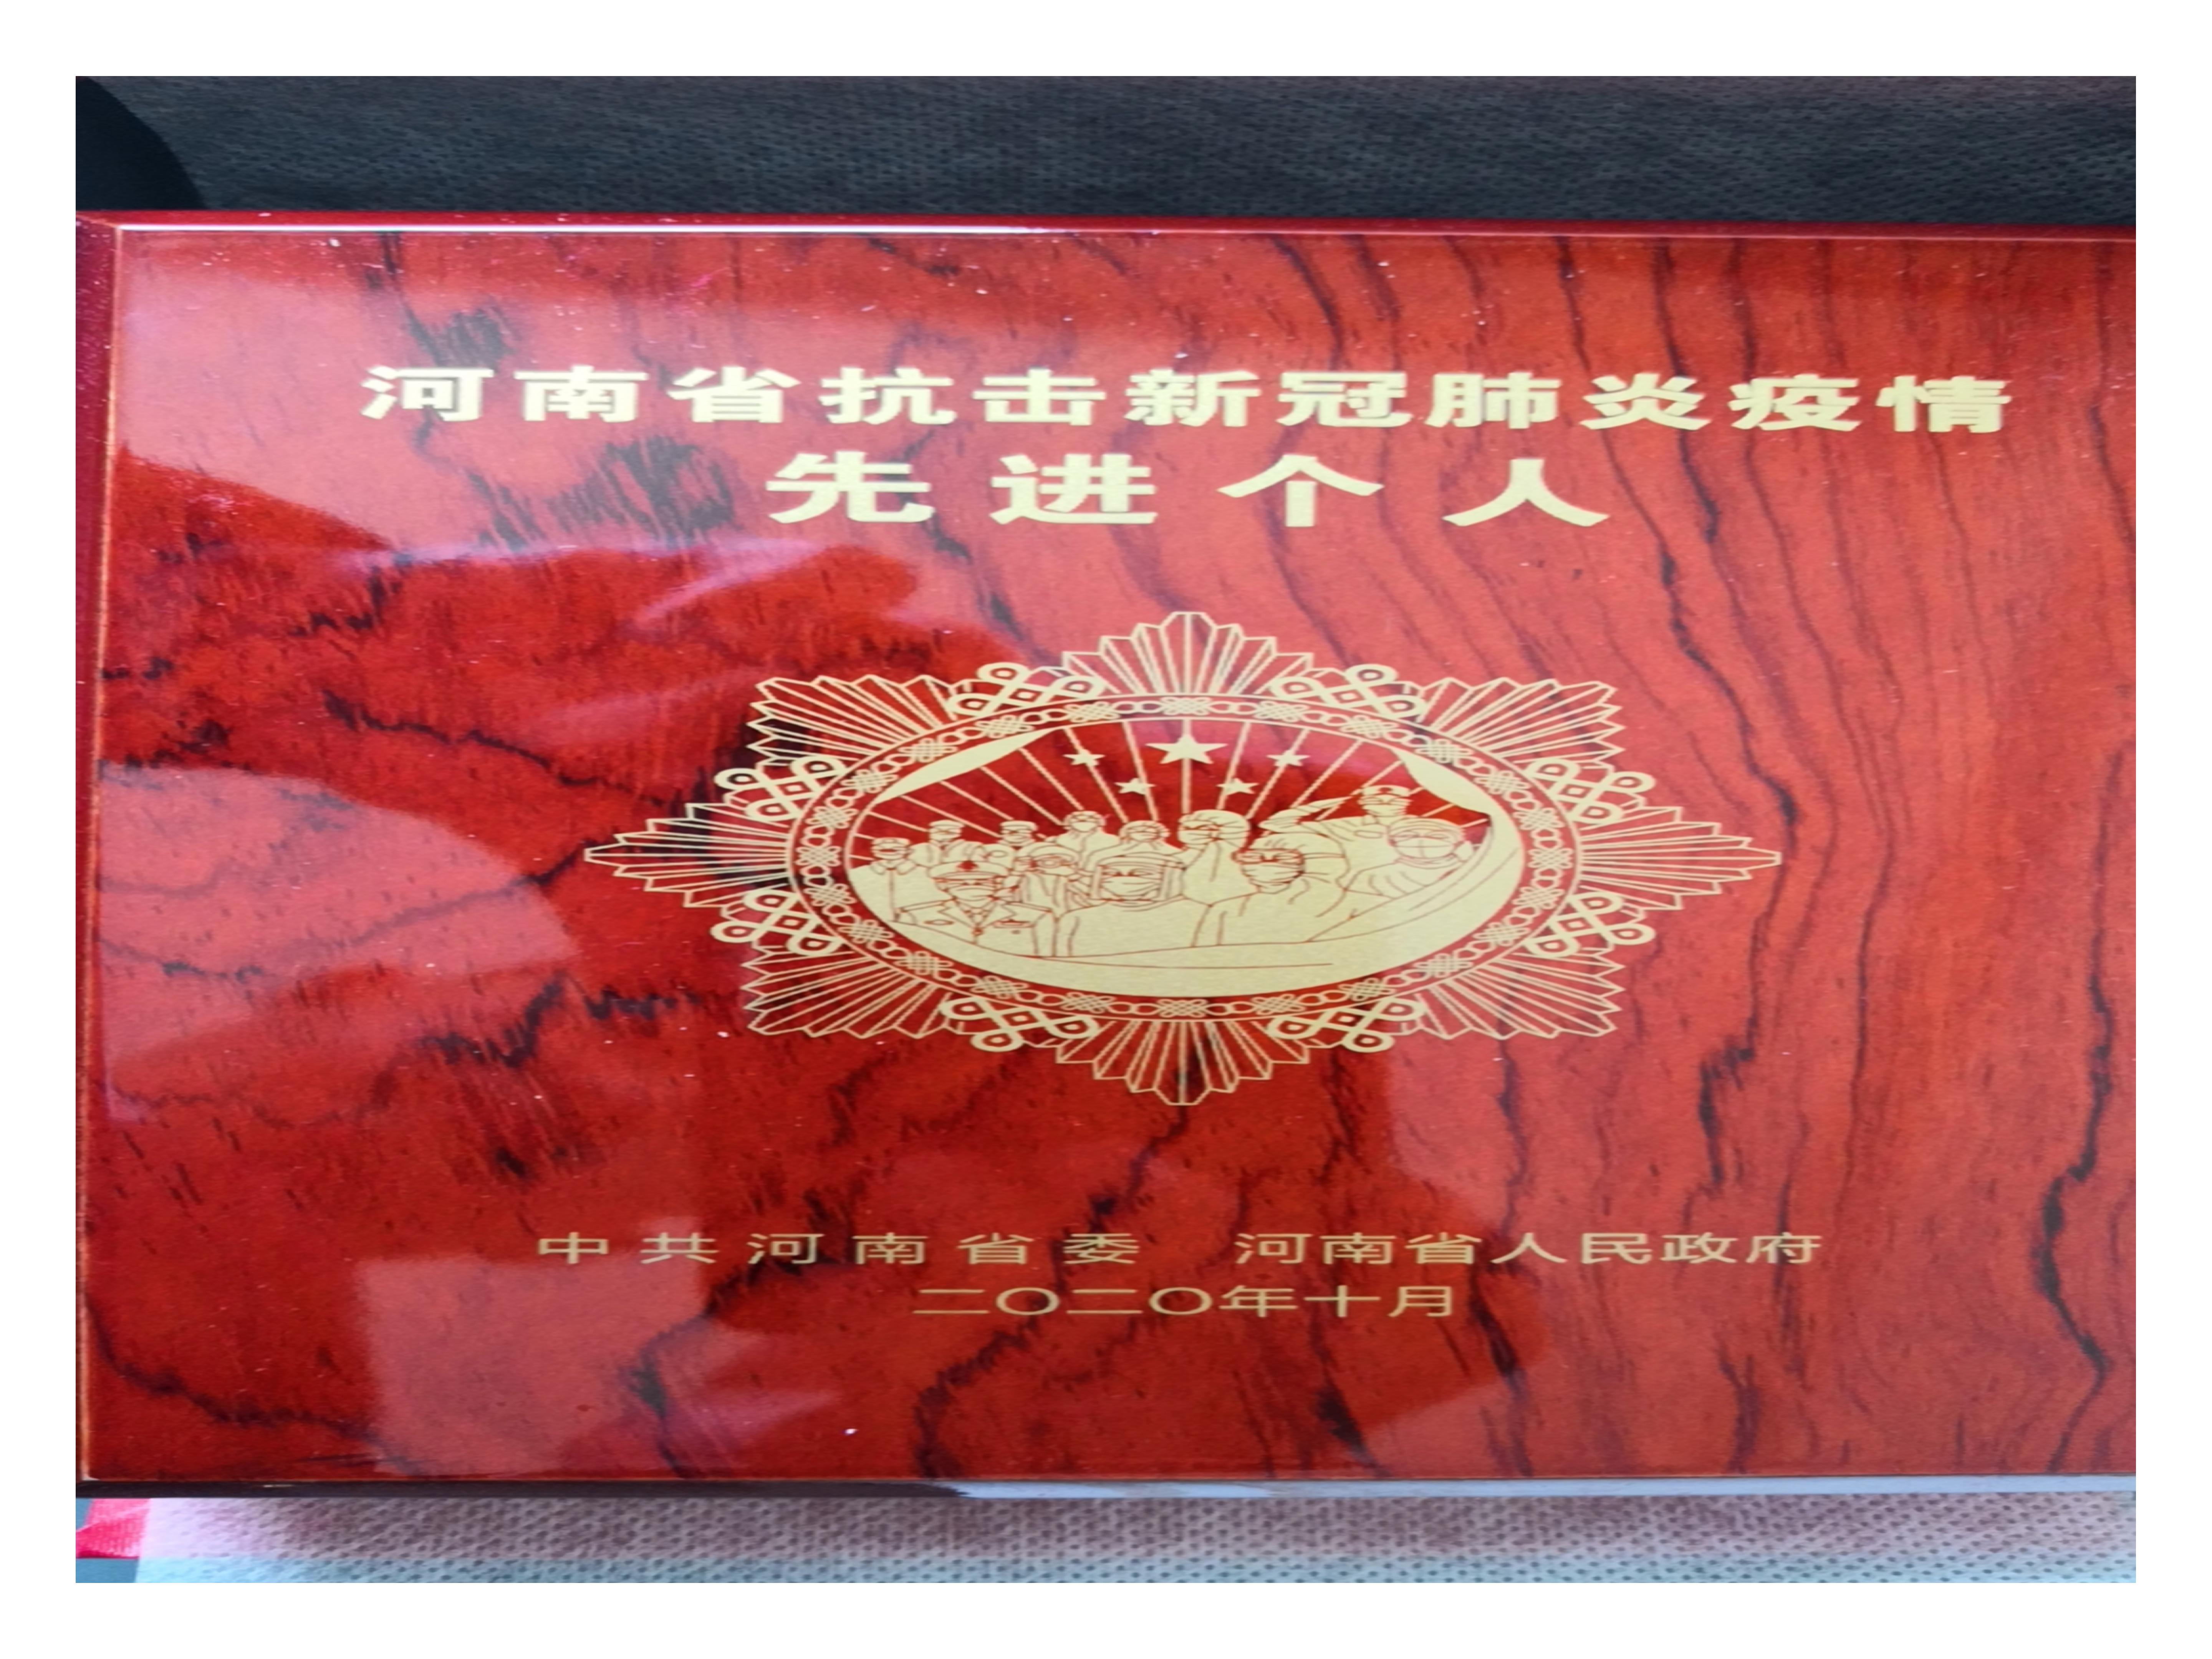 河南省抗击新冠肺炎疫情
先进个人
中共河南省委 河南省人民政府
二〇二〇年十月